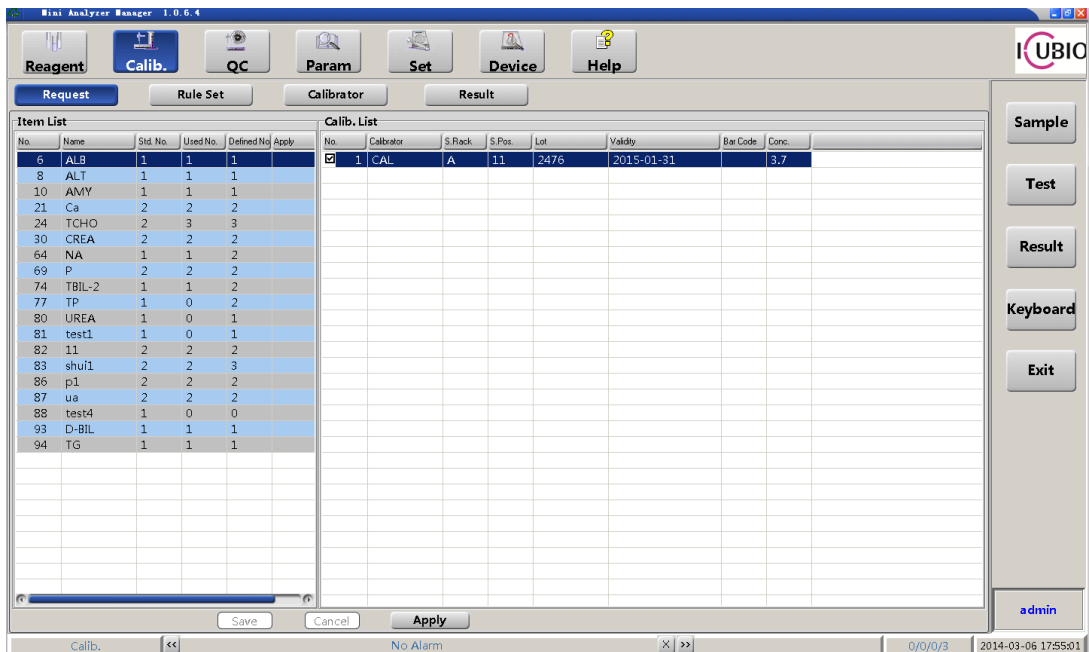 Mini Analyzer Manager 1.0.6.4
Reagent Calib. QC Param Set Device Help
ICUBIO
Request Rule Set Calibrator Result
Item List
No. Name Std. No. Used No. Defined No Apply
6 ALB 1 1 1
8 ALT 1 1 1
10 AMY 1 1 1
21 Ca 2 2 2
24 TCHO 2 3 3
30 CREA 2 2 2
64 NA 1 1 2
69 P 2 2 2
74 TBIL-2 1 1 2
77 TP 1 0 2
80 UREA 1 0 1
81 test1 1 0 1
82 11 2 2 2
83 shui1 2 2 3
86 p1 2 2 2
87 ua 2 2 2
88 test4 1 0 0
93 D-BIL 1 1 1
94 TG 1 1 1
Calib. List
No. Calibrator S.Rack S.Pos. Lot Validity Bar Code Conc.
1 CAL A 11 2476 2015-01-31 3.7
Sample
Test
Result
Keyboard
Exit
admin
Save Cancel Apply
Calib. << No Alarm X >> 0/0/0/3 2014-03-06 17:55:01